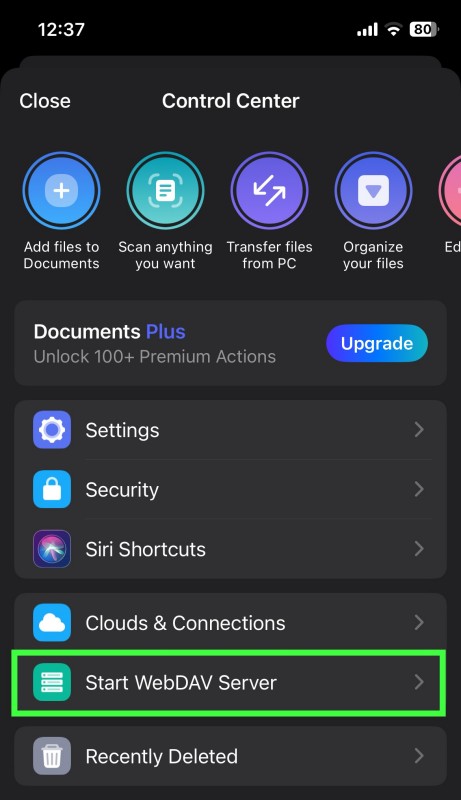 12:37
80
Close
Control Center
Add files to
Documents
Scan anything
you want
Transfer files
from PC
Organize
your files
Ed
Documents Plus
Unlock 100+ Premium Actions
Upgrade
Settings
Security
Siri Shortcuts
Clouds & Connections
Start WebDAV Server
Recently Deleted